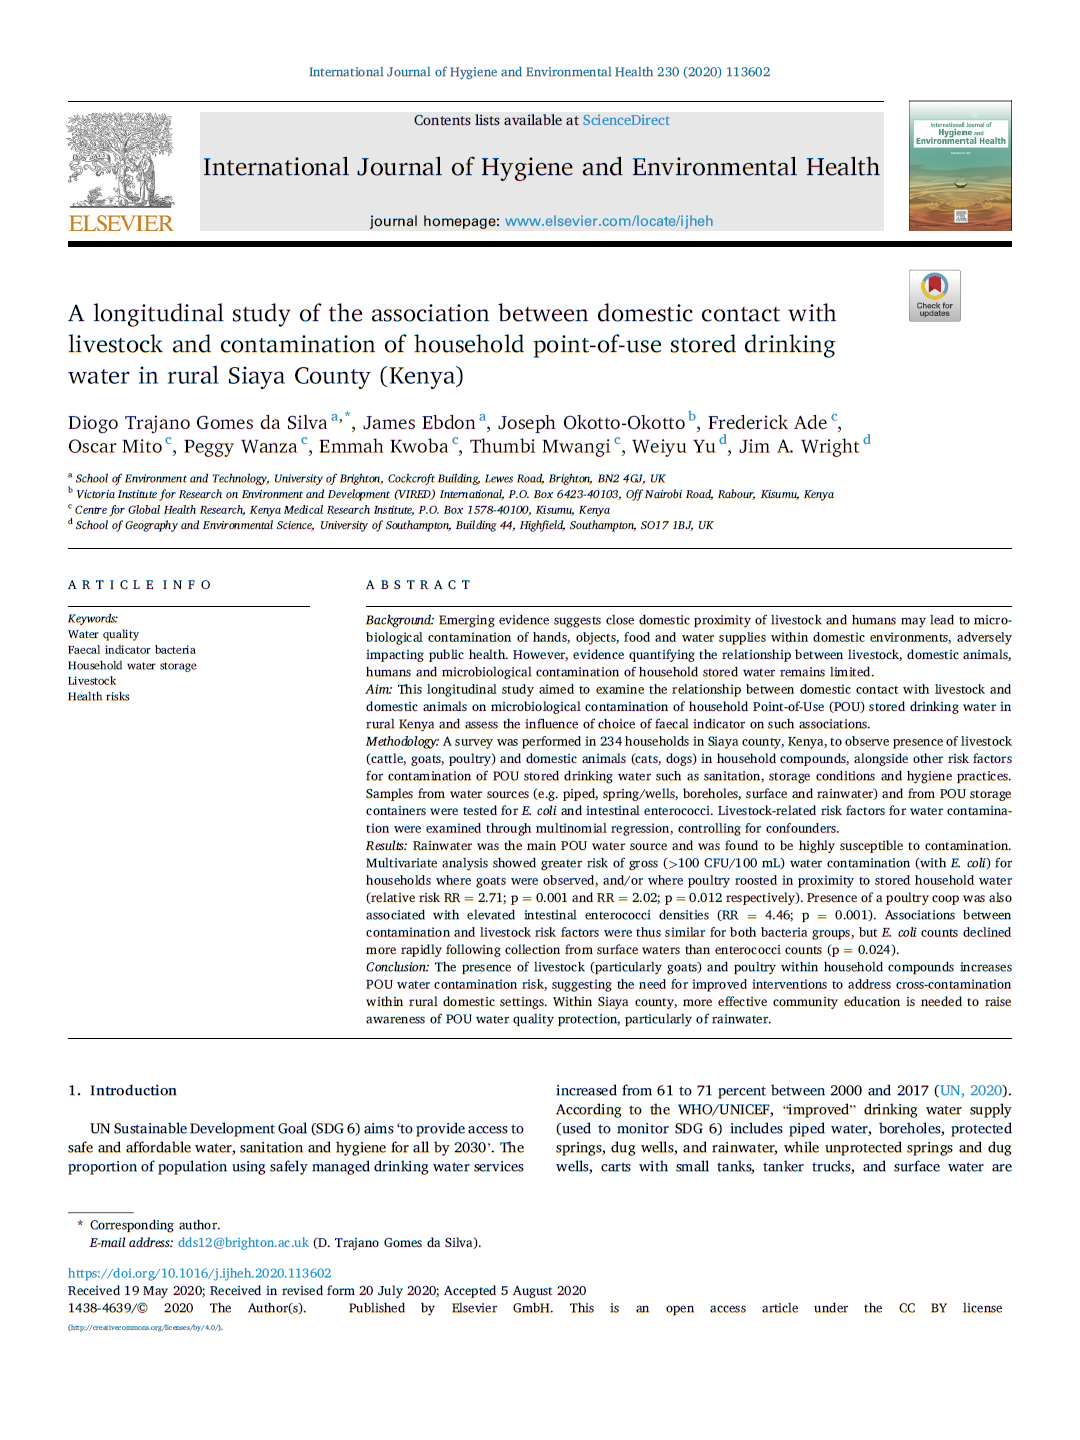 International Journal of Hygiene and Environmental Health 230 (2020) 113602
Contents lists available at ScienceDirect
International Journal of Hygiene and Environmental Health
journal homepage: www.elsevier.com/locate/ijheh
ELSEVIER
International Journal of
Hygiene and
Environmental Health
Check for
updates
A longitudinal study of the association between domestic contact with
livestock and contamination of household point-of-use stored drinking
water in rural Siaya County (Kenya)
Diogo Trajano Gomes da Silva a,*, James Ebdon a, Joseph Okotto-Okotto b, Frederick Ade c,
Oscar Mito c, Peggy Wanza c, Emmah Kwoba c, Thumbi Mwangi c, Weiyu Yu d, Jim A. Wright d
a School of Environment and Technology, University of Brighton, Cockcroft Building, Lewes Road, Brighton, BN2 4GJ, UK
b Victoria Institute for Research on Environment and Development (VIRED) International, P.O. Box 6423-40103, Off Nairobi Road, Rabour, Kisumu, Kenya
c Centre for Global Health Research, Kenya Medical Research Institute, P.O. Box 1578-40100, Kisumu, Kenya
d School of Geography and Environmental Science, University of Southampton, Building 44, Highfield, Southampton, SO17 1BJ, UK
ARTICLE INFO
Keywords:
Water quality
Faecal indicator bacteria
Household water storage
Livestock
Health risks
ABSTRACT
Background: Emerging evidence suggests close domestic proximity of livestock and humans may lead to micro-
biological contamination of hands, objects, food and water supplies within domestic environments, adversely
impacting public health. However, evidence quantifying the relationship between livestock, domestic animals,
humans and microbiological contamination of household stored water remains limited.
Aim: This longitudinal study aimed to examine the relationship between domestic contact with livestock and
domestic animals on microbiological contamination of household Point-of-Use (POU) stored drinking water in
rural Kenya and assess the influence of choice of faecal indicator on such associations.
Methodology: A survey was performed in 234 households in Siaya county, Kenya, to observe presence of livestock
(cattle, goats, poultry) and domestic animals (cats, dogs) in household compounds, alongside other risk factors
for contamination of POU stored drinking water such as sanitation, storage conditions and hygiene practices.
Samples from water sources (e.g. piped, spring/wells, boreholes, surface and rainwater) and from POU storage
containers were tested for E. coli and intestinal enterococci. Livestock-related risk factors for water contamina-
tion were examined through multinomial regression, controlling for confounders.
Results: Rainwater was the main POU water source and was found to be highly susceptible to contamination.
Multivariate analysis showed greater risk of gross (>100 CFU/100 mL) water contamination (with E. coli) for
households where goats were observed, and/or where poultry roosted in proximity to stored household water
(relative risk RR = 2.71; p = 0.001 and RR = 2.02; p = 0.012 respectively). Presence of a poultry coop was also
associated with elevated intestinal enterococci densities (RR = 4.46; p = 0.001). Associations between
contamination and livestock risk factors were thus similar for both bacteria groups, but E. coli counts declined
more rapidly following collection from surface waters than enterococci counts (p = 0.024).
Conclusion: The presence of livestock (particularly goats) and poultry within household compounds increases
POU water contamination risk, suggesting the need for improved interventions to address cross-contamination
within rural domestic settings. Within Siaya county, more effective community education is needed to raise
awareness of POU water quality protection, particularly of rainwater.
1. Introduction
UN Sustainable Development Goal (SDG 6) aims ‘to provide access to
safe and affordable water, sanitation and hygiene for all by 2030’. The
proportion of population using safely managed drinking water services
increased from 61 to 71 percent between 2000 and 2017 (UN, 2020).
According to the WHO/UNICEF, “improved” drinking water supply
(used to monitor SDG 6) includes piped water, boreholes, protected
springs, dug wells, and rainwater, while unprotected springs and dug
wells, carts with small tanks, tanker trucks, and surface water are
* Corresponding author.
E-mail address: dds12@brighton.ac.uk (D. Trajano Gomes da Silva).
https://doi.org/10.1016/j.ijheh.2020.113602
Received 19 May 2020; Received in revised form 20 July 2020; Accepted 5 August 2020
1438-4639/© 2020 The Author(s). Published by Elsevier GmbH. This is an open access article under the CC BY license
(http://creativecommons.org/licenses/by/4.0/).